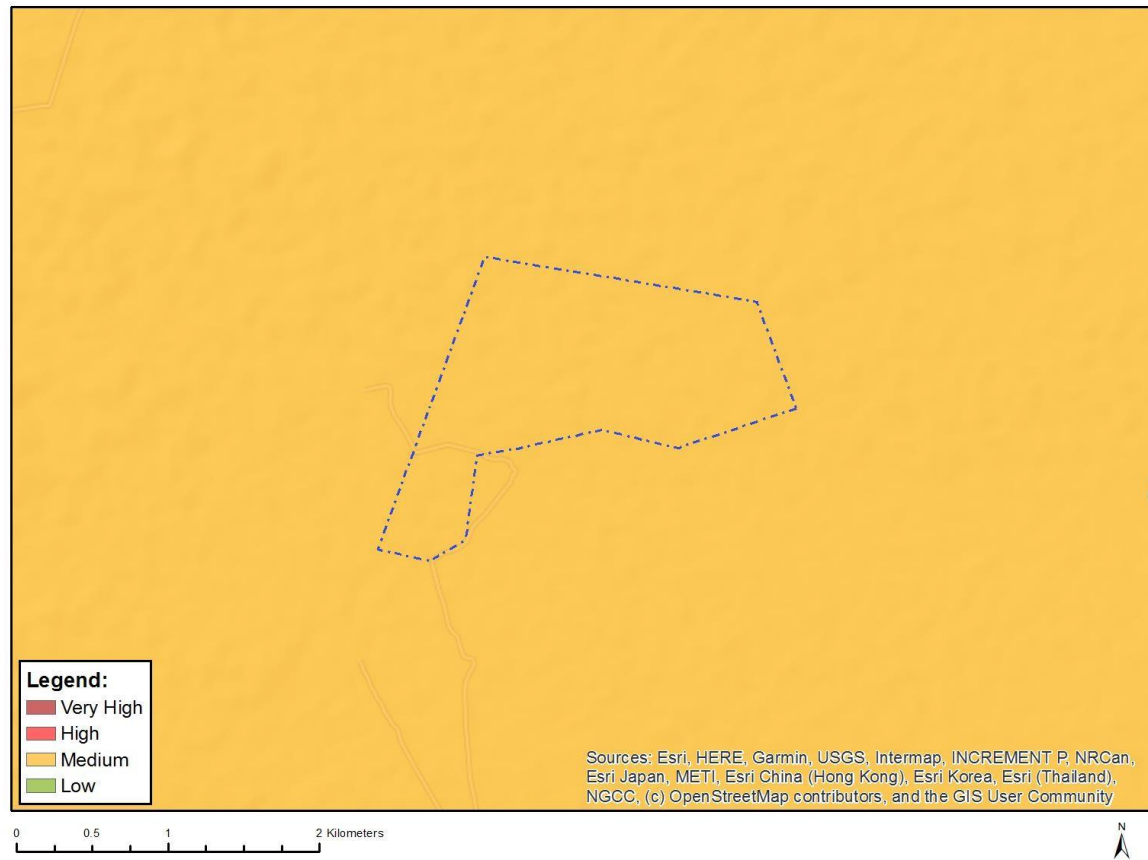 Legend:
Very High
High
Medium
Low
Sources: Esri, HERE, Garmin, USGS, Intermap, INCREMENT P, NRCan,
Esri Japan, METI, Esri China (Hong Kong), Esri Korea, Esri (Thailand),
NGCC, (c) OpenStreetMap contributors, and the GIS User Community
0 0.5 1 2 Kilometers
N